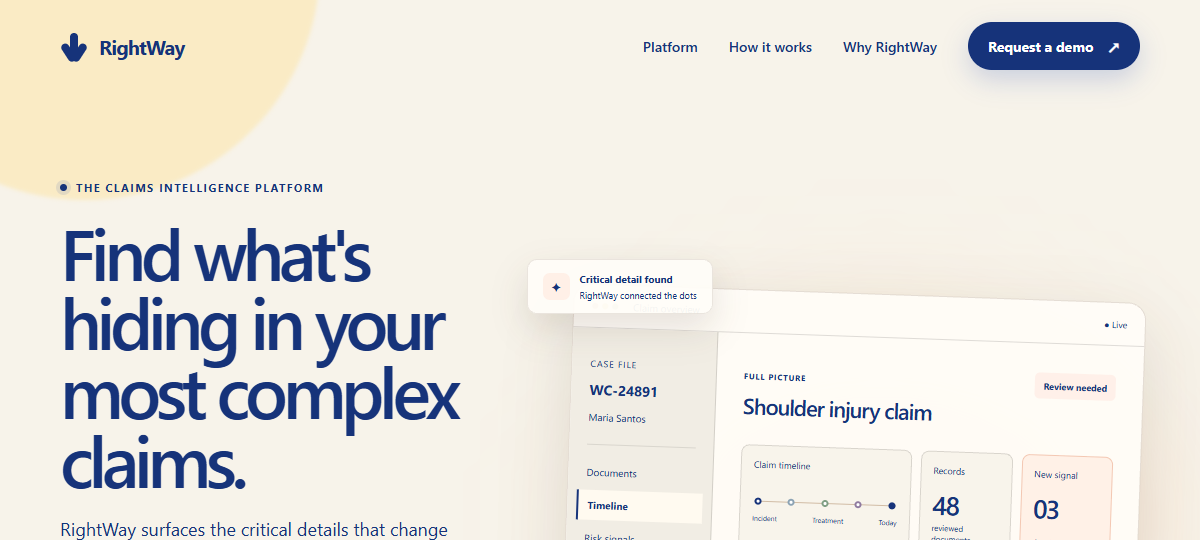 RightWay
Platform
How it works
Why RightWay
Request a demo ↗
THE CLAIMS INTELLIGENCE PLATFORM
Find what's
hiding in your
most complex
claims.
RightWay surfaces the critical details that change
Critical detail found
RightWay connected the dots
Live
CASE FILE
WC-24891
Maria Santos
Documents
Timeline
Risk signals
FULL PICTURE
Review needed
Shoulder injury claim
Claim timeline
Incident
Treatment
Today
Records
48
reviewed
documents
New signal
03